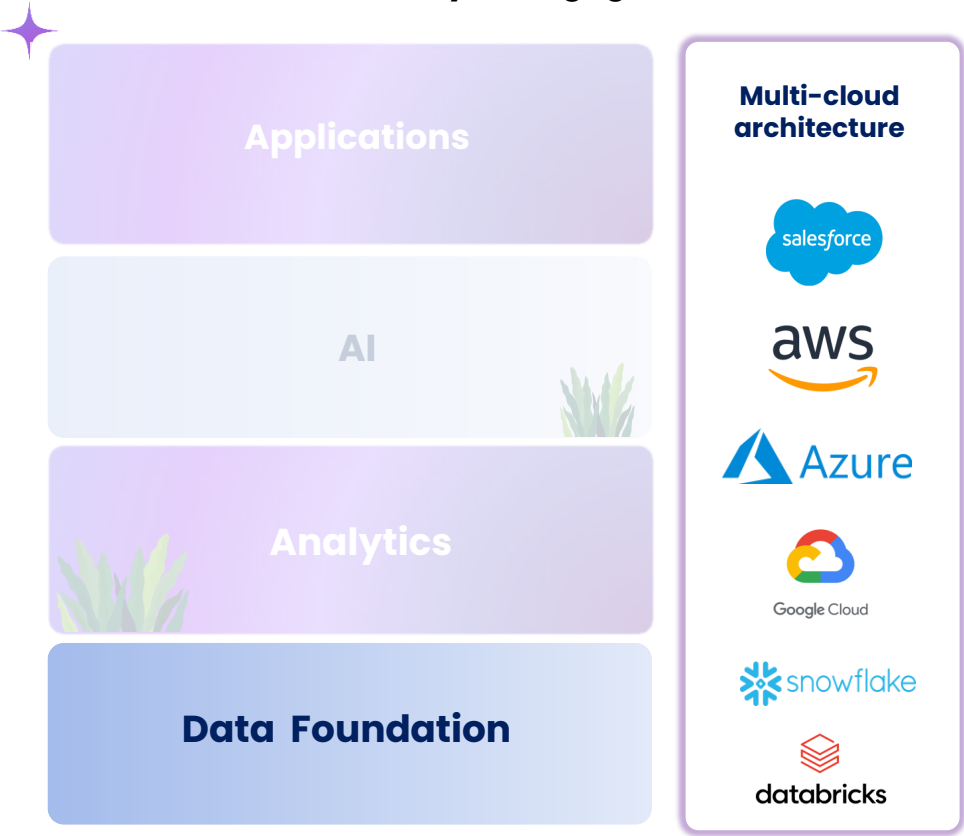 Applications
AI
Analytics
Data Foundation
Multi-cloud
architecture
salesforce
aws
Azure
Google Cloud
snowflake
databricks